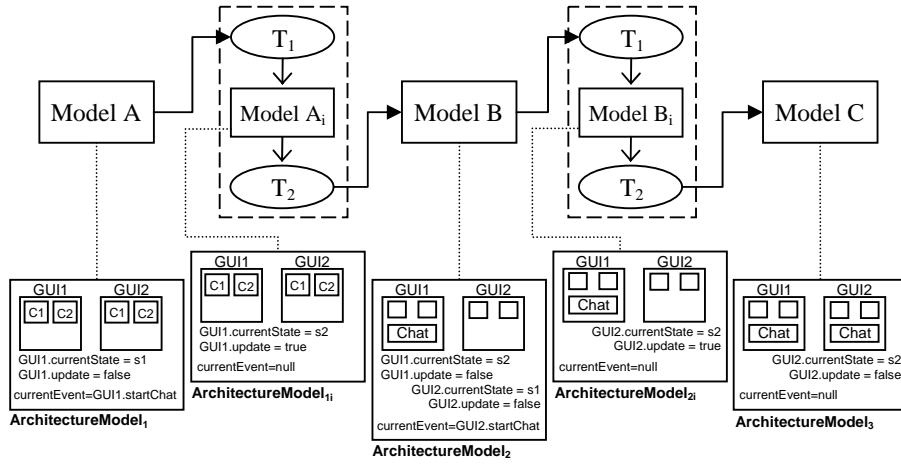 T1
T1
Model A
Model Ai
Model B
Model Bi
Model C
T2
T2
GUI1 GUI2
C1 C2 C1 C2
GUI1.currentState = s1
GUI1.update = false
currentEvent=GUI1.startChat
ArchitectureModel1
GUI1 GUI2
C1 C2 C1 C2
GUI1.currentState = s2
GUI1.update = true
currentEvent=null
ArchitectureModel1i
GUI1 GUI2
Chat
GUI1.currentState = s2
GUI1.update = false
GUI2.currentState = s1
GUI2.update = false
currentEvent=GUI2.startChat
ArchitectureModel2
GUI1 GUI2
Chat
GUI2.currentState = s2
GUI2.update = true
currentEvent=null
ArchitectureModel2i
GUI1 GUI2
Chat Chat
GUI2.currentState = s2
GUI2.update = false
currentEvent=null
ArchitectureModel3